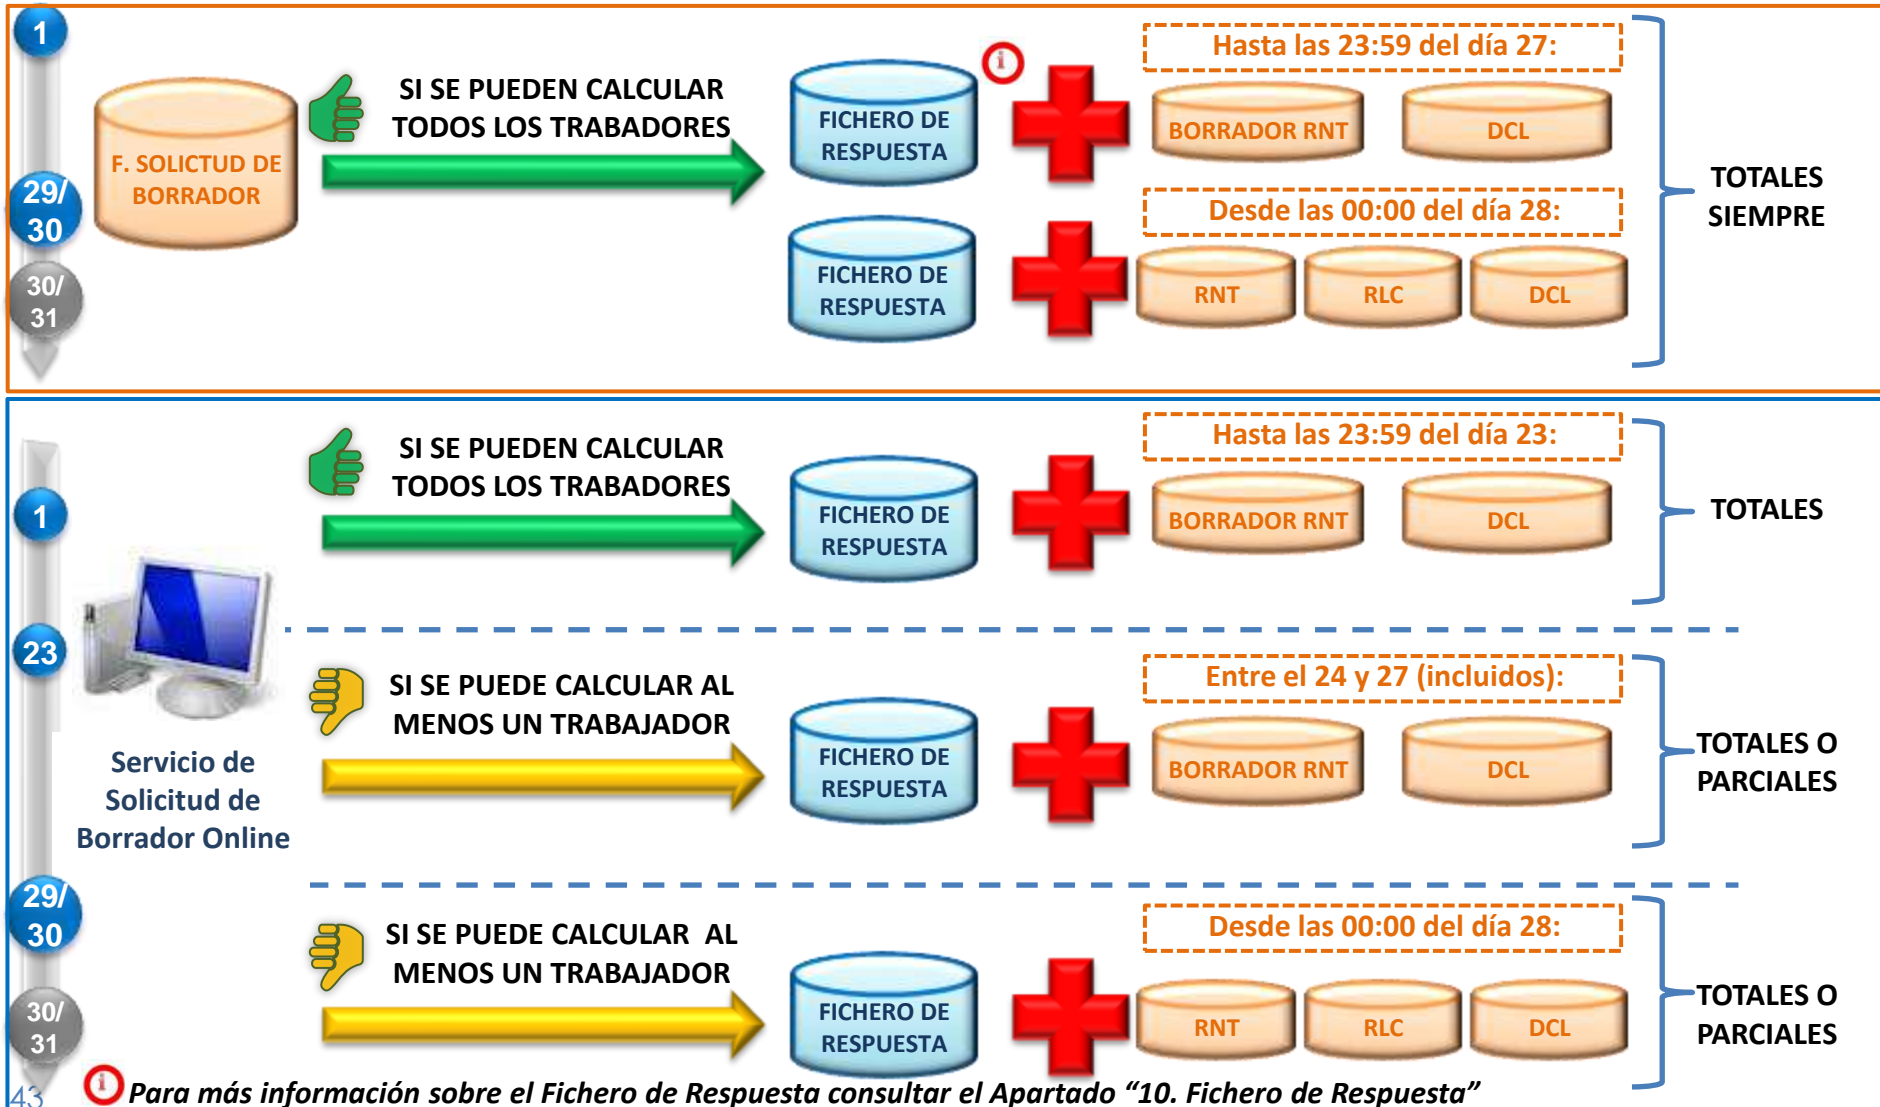 1
29/
30
30/
31
F. SOLICTUD DE
BORRADOR
SI SE PUEDEN CALCULAR
TODOS LOS TRABADORES
FICHERO DE
RESPUESTA
i
Hasta las 23:59 del día 27:
BORRADOR RNT
DCL
FICHERO DE
RESPUESTA
Desde las 00:00 del día 28:
RNT
RLC
DCL
TOTALES
SIEMPRE
1
23
29/
30
30/
31
Servicio de
Solicitud de
Borrador Online
SI SE PUEDEN CALCULAR
TODOS LOS TRABADORES
FICHERO DE
RESPUESTA
Hasta las 23:59 del día 23:
BORRADOR RNT
DCL
TOTALES
SI SE PUEDE CALCULAR AL
MENOS UN TRABAJADOR
FICHERO DE
RESPUESTA
Entre el 24 y 27 (incluidos):
BORRADOR RNT
DCL
TOTALES O
PARCIALES
SI SE PUEDE CALCULAR  AL
MENOS UN TRABAJADOR
FICHERO DE
RESPUESTA
Desde las 00:00 del día 28:
RNT
RLC
DCL
TOTALES O
PARCIALES
43
i Para más información sobre el Fichero de Respuesta consultar el Apartado “10. Fichero de Respuesta”